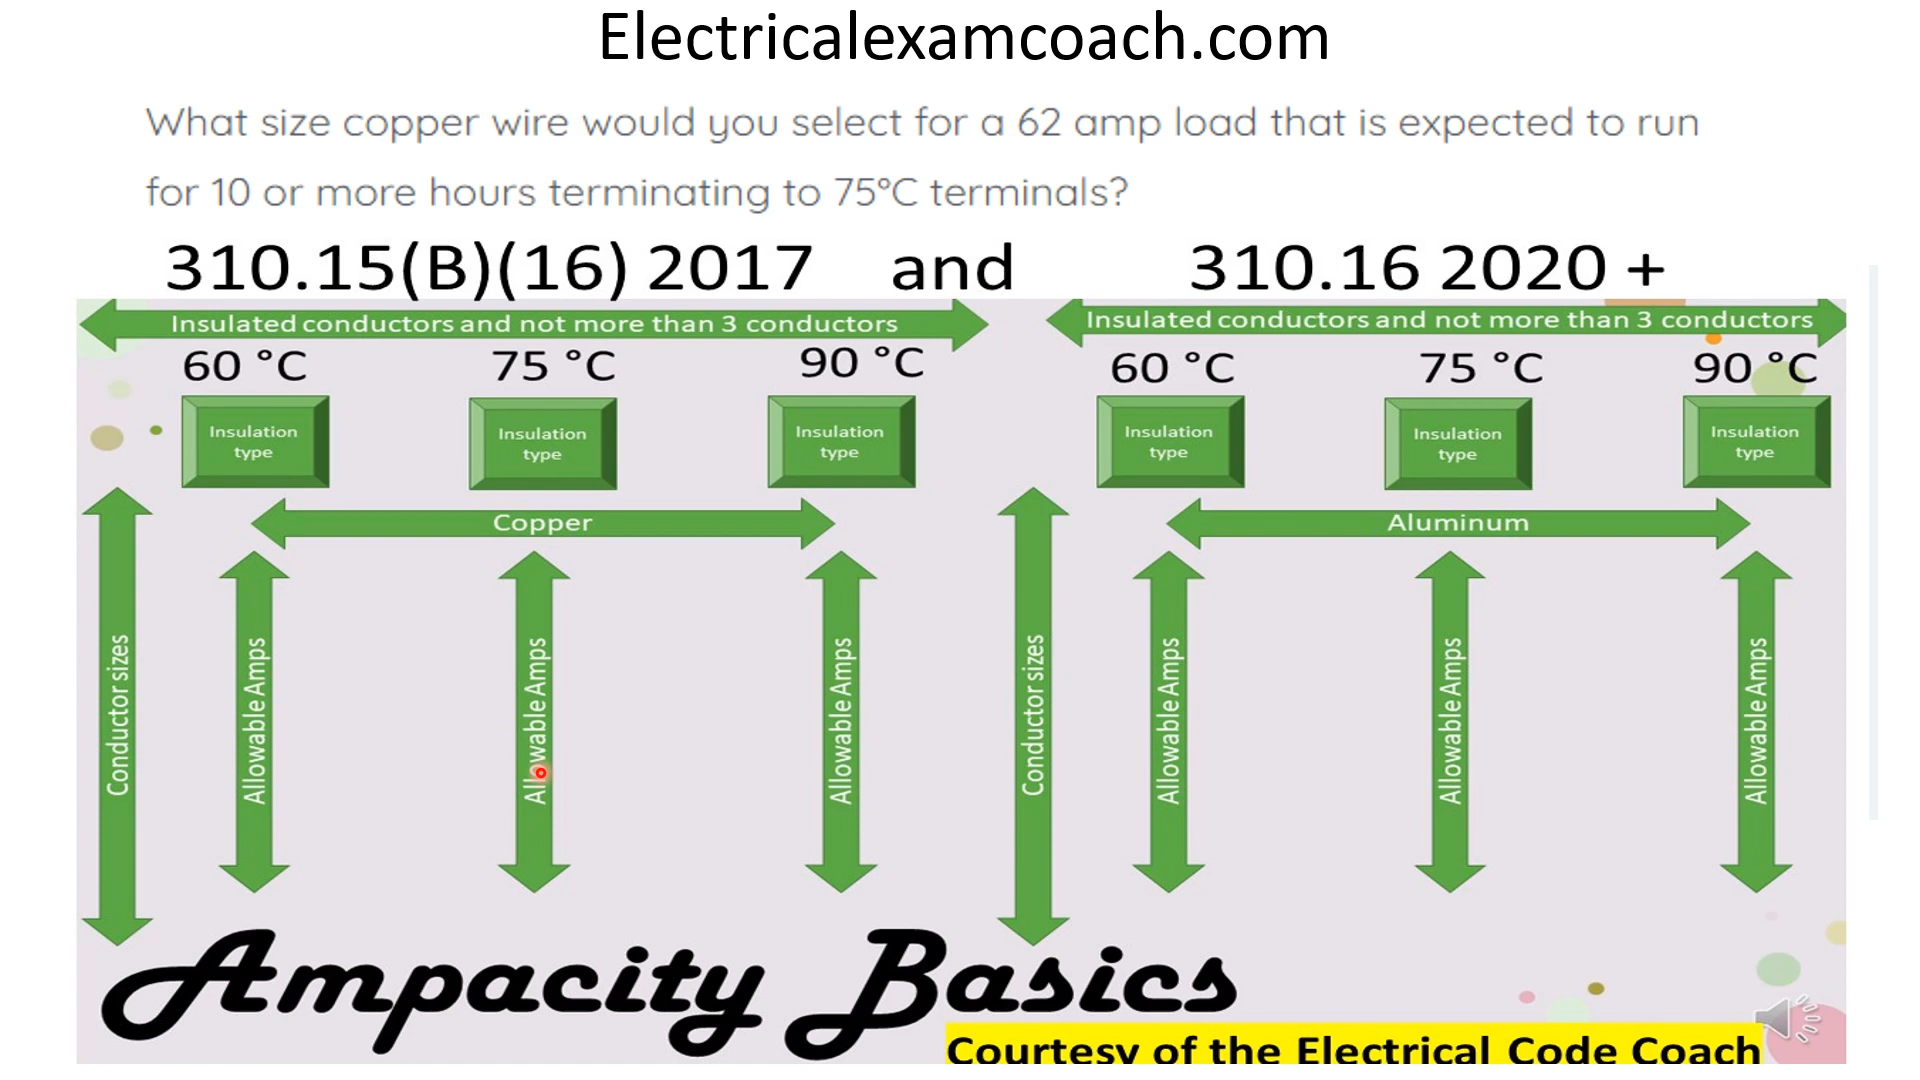 Electricalexamcoach.com
What size copper wire would you select for a 62 amp load that is expected to run
for 10 or more hours terminating to 75°C terminals?
310.15(B)(16) 2017 and 310.16 2020 +
Insulated conductors and not more than 3 conductors
60 °C 75 °C 90 °C
Insulation
type
Insulation
type
Insulation
type
Copper
Conductor sizes
Allowable Amps
Allowable Amps
Allowable Amps
Insulated conductors and not more than 3 conductors
60 °C 75 °C 90 °C
Insulation
type
Insulation
type
Insulation
type
Aluminum
Conductor sizes
Allowable Amps
Allowable Amps
Allowable Amps
Ampacity Basics
Courtesy of the Electrical Code Coach